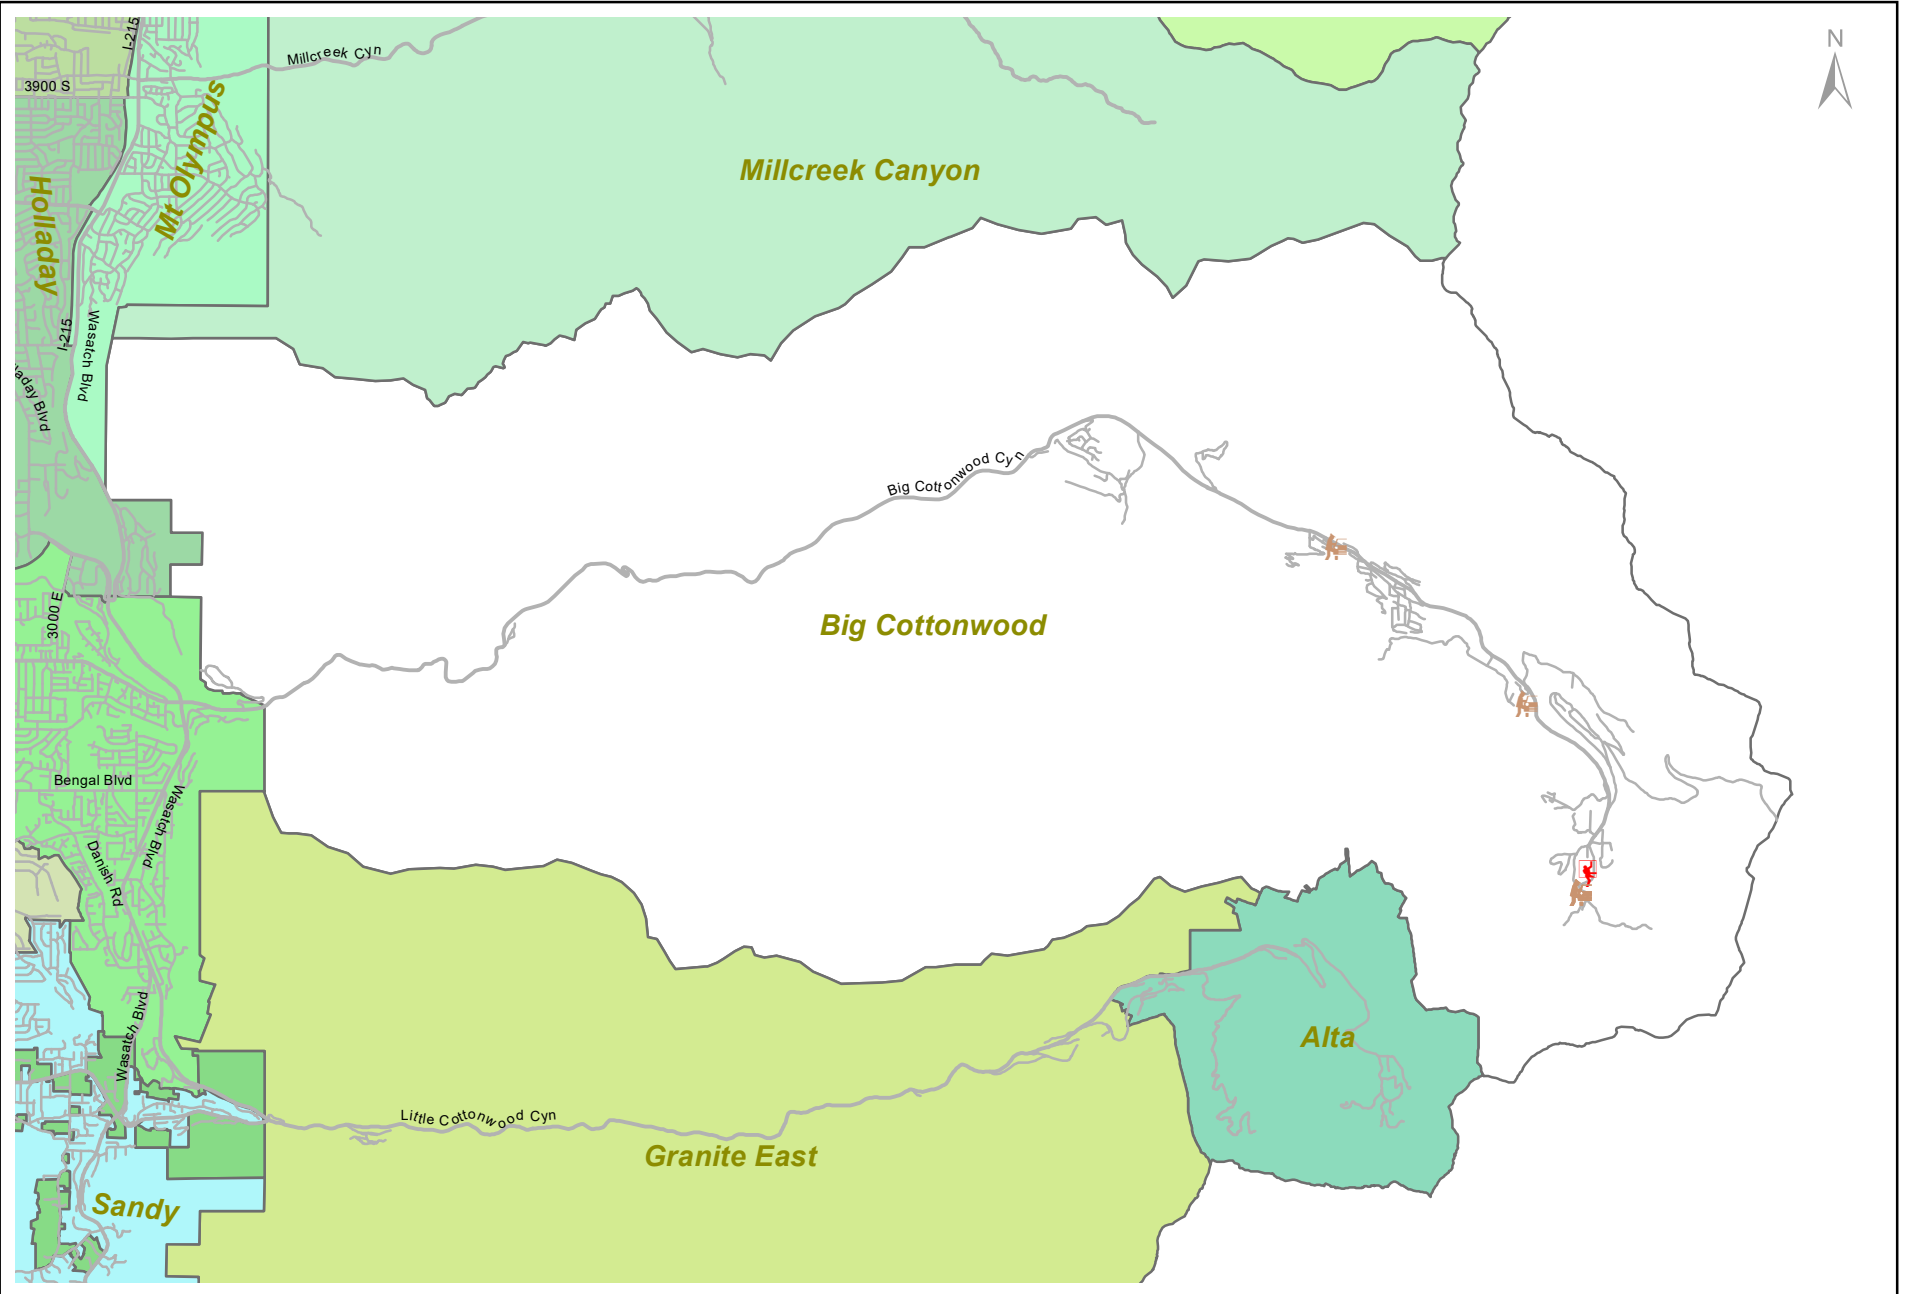 I-215
Millcreek Cyn
N
3900 S
Mt Olympus
Millcreek Canyon
Holladay
I-215
Wasatch Blvd
aday Blvd
Big Cottonwood Cyn
3000 E
Big Cottonwood
Bengal Blvd
Wasatch Blvd
Danish Rd
Wasatch Blvd
Alta
Little Cottonwood Cyn
Granite East
Sandy